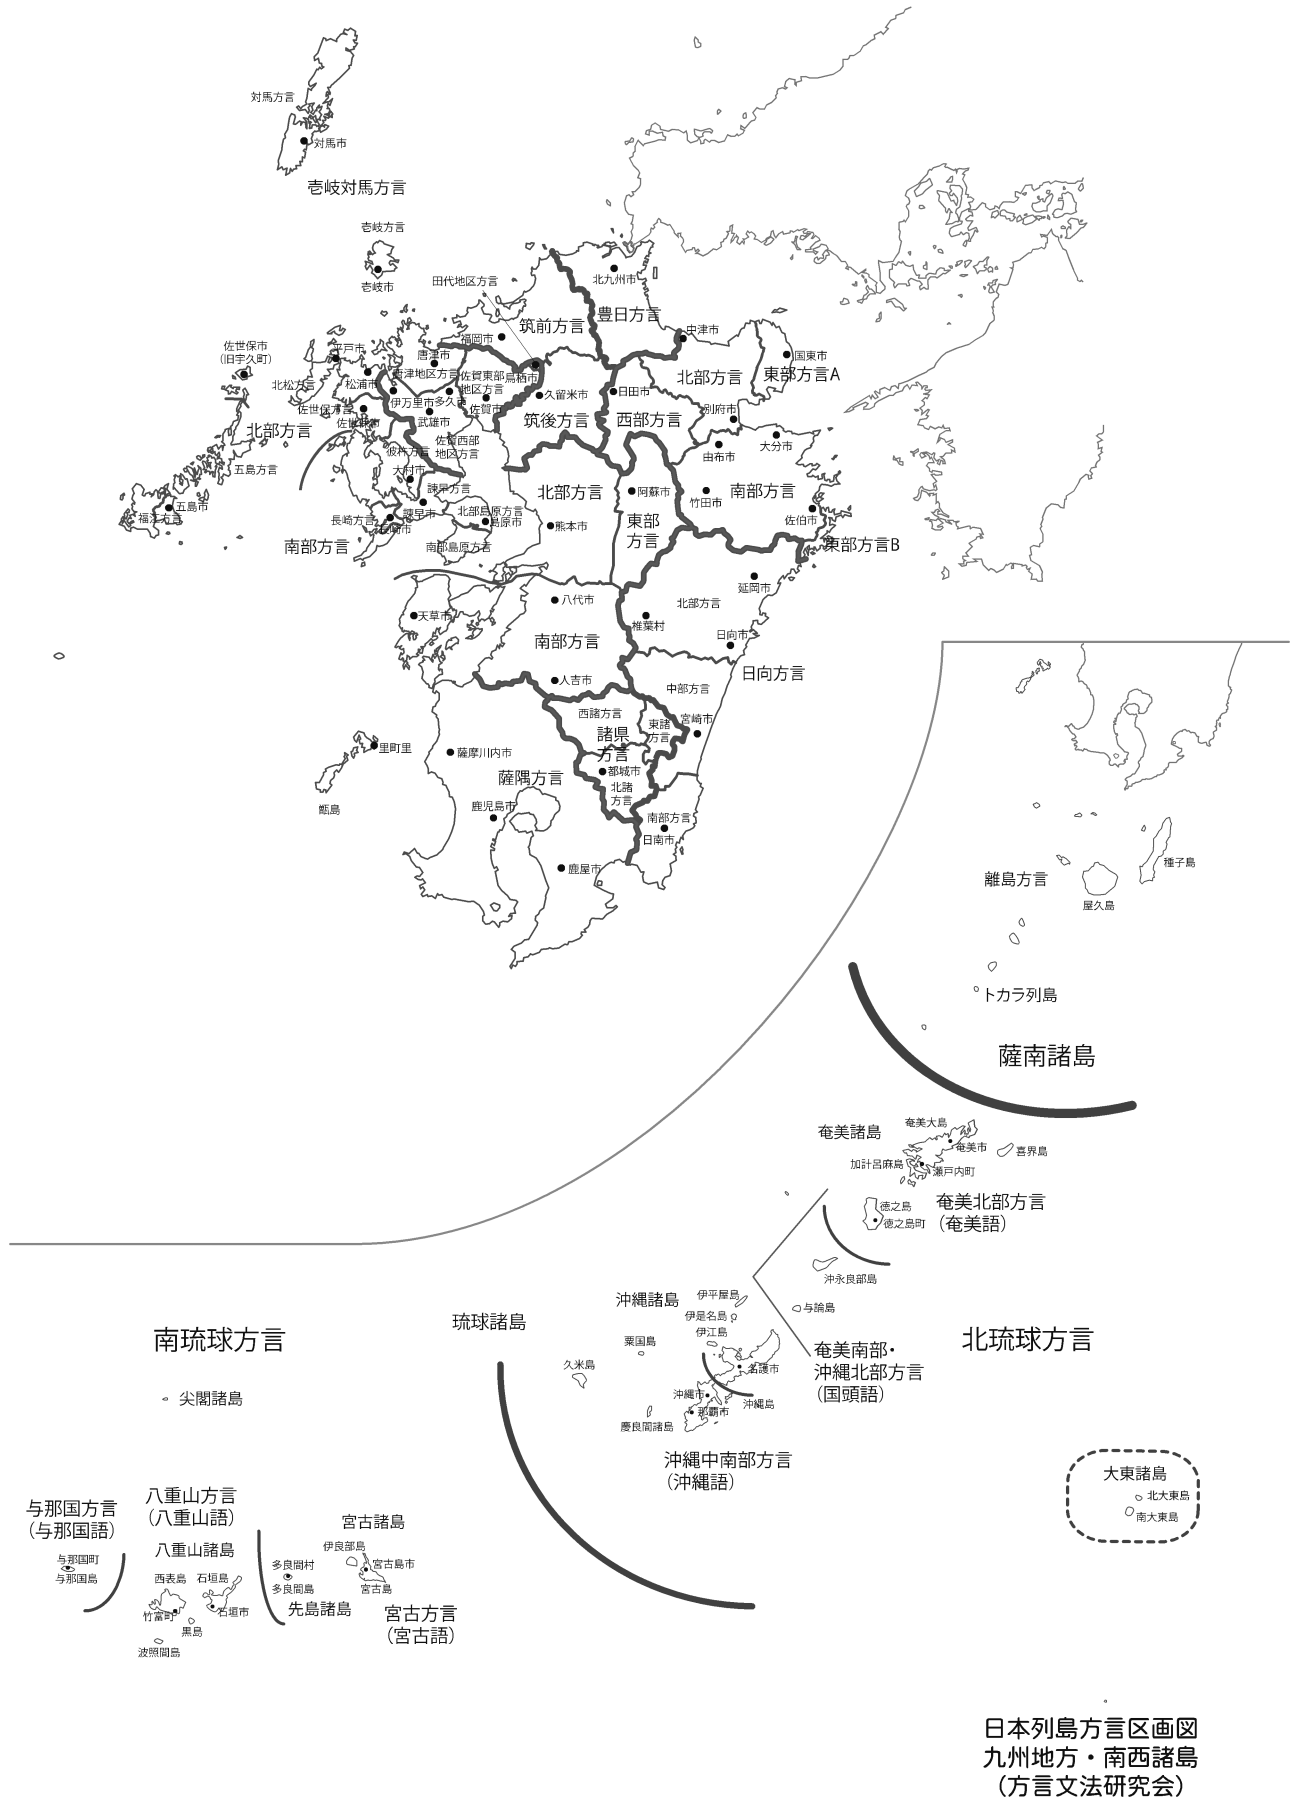 対馬方言
対馬市
壱岐対馬方言
壱岐方言
壱岐市
田代地区方言
北九州市
豊日方言
筑前方言
福岡市
中津市
国東市
東部方言A
北部方言
佐世保市
（旧宇久町）
平戸市
唐津市
松浦市
唐津地区方言
佐賀東部
地区方言
鳥栖市
北松方言
伊万里市
多久市
佐賀市
久留米市
日田市
佐世保方言
佐世保市
武雄市
筑後方言
西部方言
別府市
北部方言
佐賀西部
地区方言
彼杵方言
由布市
大分市
五島方言
大村市
諫早方言
北部方言
阿蘇市
竹田市
南部方言
五島市
福江方言
長崎方言
諫早市
長崎市
北部島原方言
島原市
熊本市
東部
方言
佐伯市
南部方言
南部島原方言
東部方言B
延岡市
八代市
北部方言
天草市
椎葉村
日向市
南部方言
人吉市
日向方言
中部方言
西諸方言
東諸
方言
宮崎市
諸県
方言
里町里
薩摩川内市
都城市
薩隅方言
北諸
方言
甑島
鹿児島市
南部方言
日南市
鹿屋市
種子島
離島方言
屋久島
トカラ列島
薩南諸島
奄美諸島
奄美大島
奄美市
喜界島
加計呂麻島
瀬戸内町
奄美北部方言
（奄美語）
徳之島
徳之島町
沖永良部島
与論島
沖縄諸島
伊平屋島
伊是名島
伊江島
粟国島
琉球諸島
久米島
名護市
沖縄市
沖縄島
那覇市
慶良間諸島
奄美南部・
沖縄北部方言
（国頭語）
北琉球方言
南琉球方言
尖閣諸島
沖縄中南部方言
（沖縄語）
大東諸島
北大東島
南大東島
与那国方言
（与那国語）
与那国町
与那国島
八重山方言
（八重山語）
八重山諸島
西表島
石垣島
竹富町
石垣市
黒島
波照間島
宮古諸島
伊良部島
多良間村
多良間島
宮古島市
宮古島
先島諸島
宮古方言
（宮古語）
日本列島方言区画図
九州地方・南西諸島
（方言文法研究会）